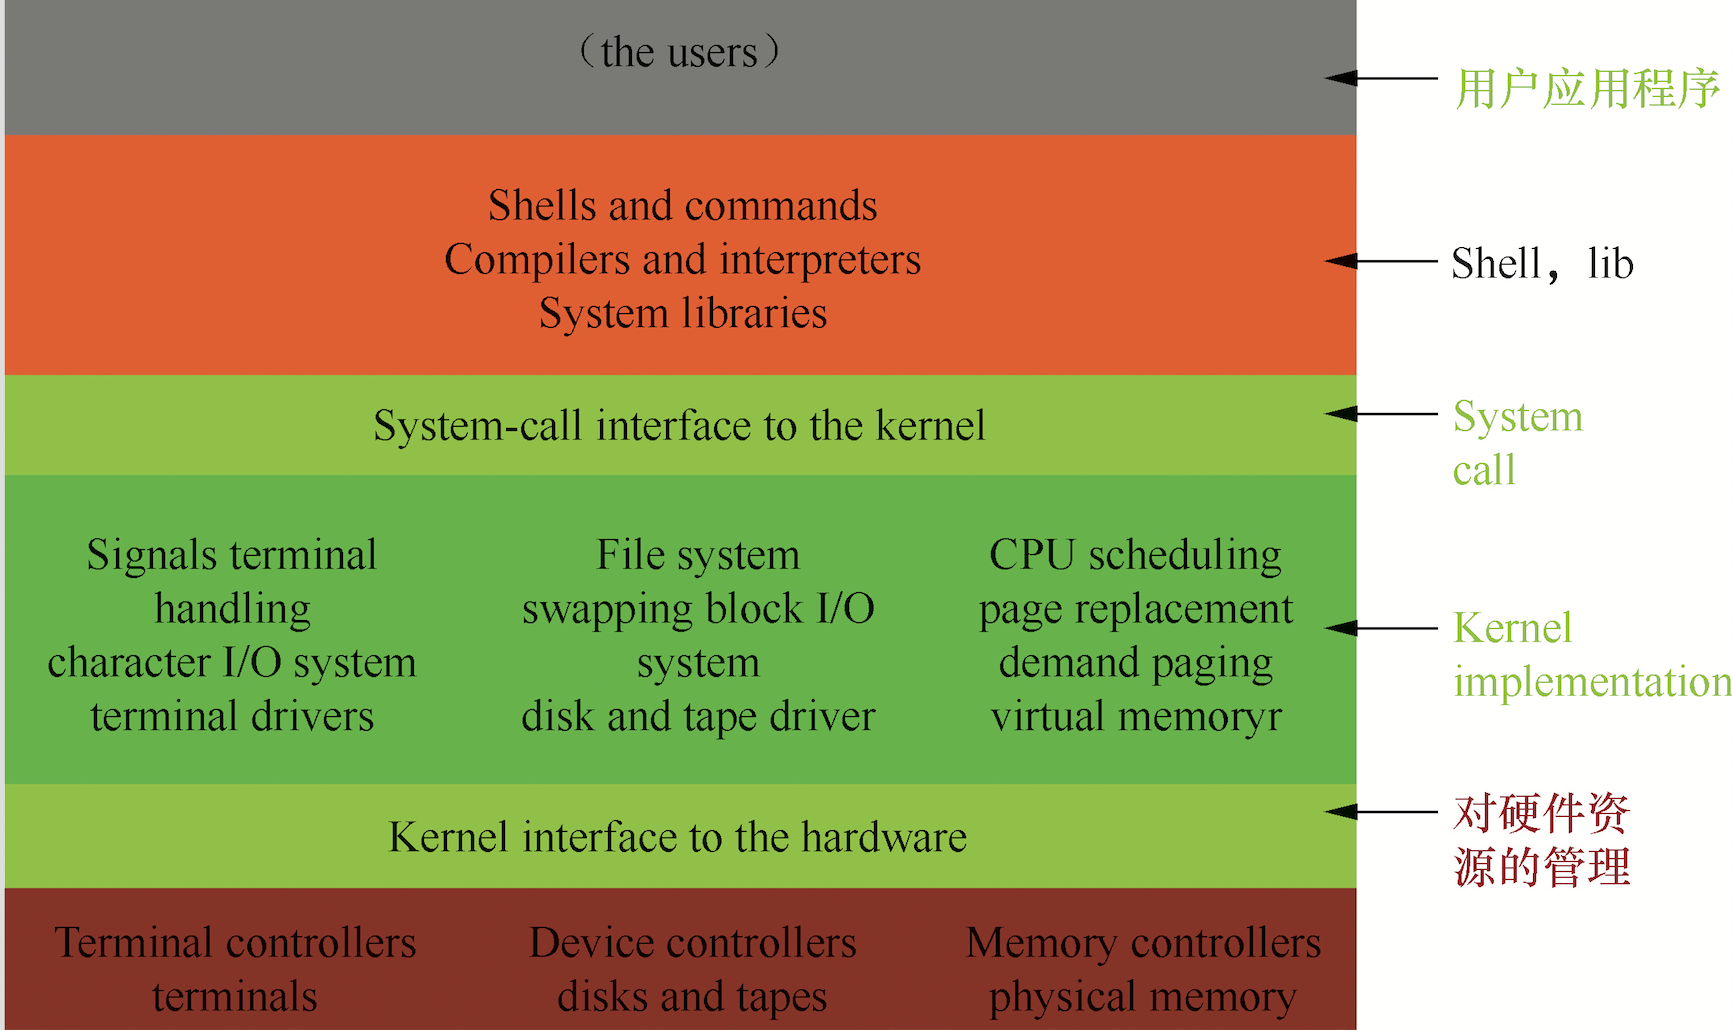 （the users）
用户应用程序
Shells and commands
Compilers and interpreters
System libraries
Shell，lib
System-call interface to the kernel
System
call
Signals terminal
handling
character I/O system
terminal drivers
File system
swapping block I/O
system
disk and tape driver
CPU scheduling
page replacement
demand paging
virtual memoryr
Kernel
implementation
Kernel interface to the hardware
对硬件资
源的管理
Terminal controllers
terminals
Device controllers
disks and tapes
Memory controllers
physical memory